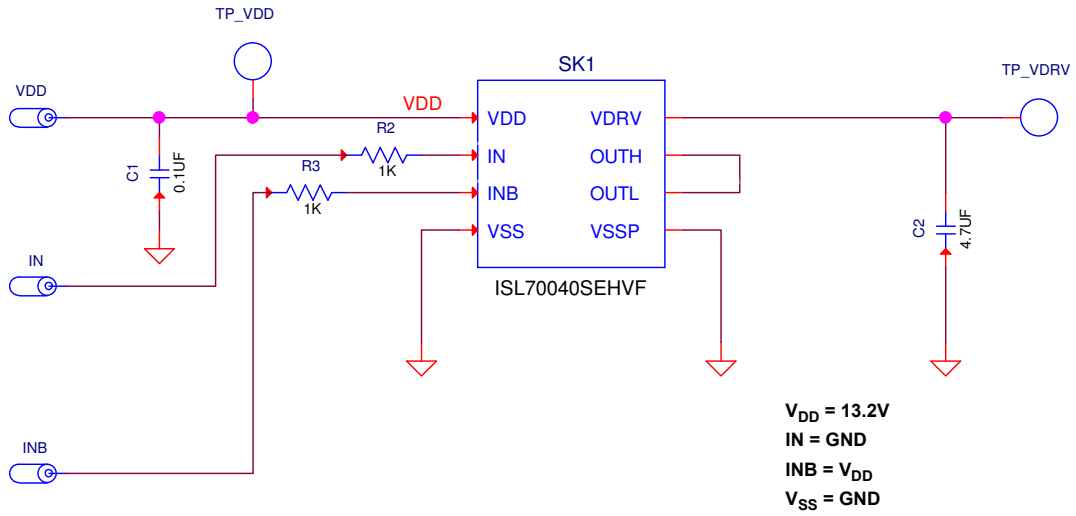 TP_VDD
SK1
TP_VDRV
VDD
VDD
VDD
VDRV
R2
1K
IN
OUTH
C1
0.1UF
R3
1K
INB
OUTL
VSS
VSSP
C2
4.7UF
IN
ISL70040SEHVF
INB
VDD = 13.2V
IN = GND
INB = VDD
VSS = GND